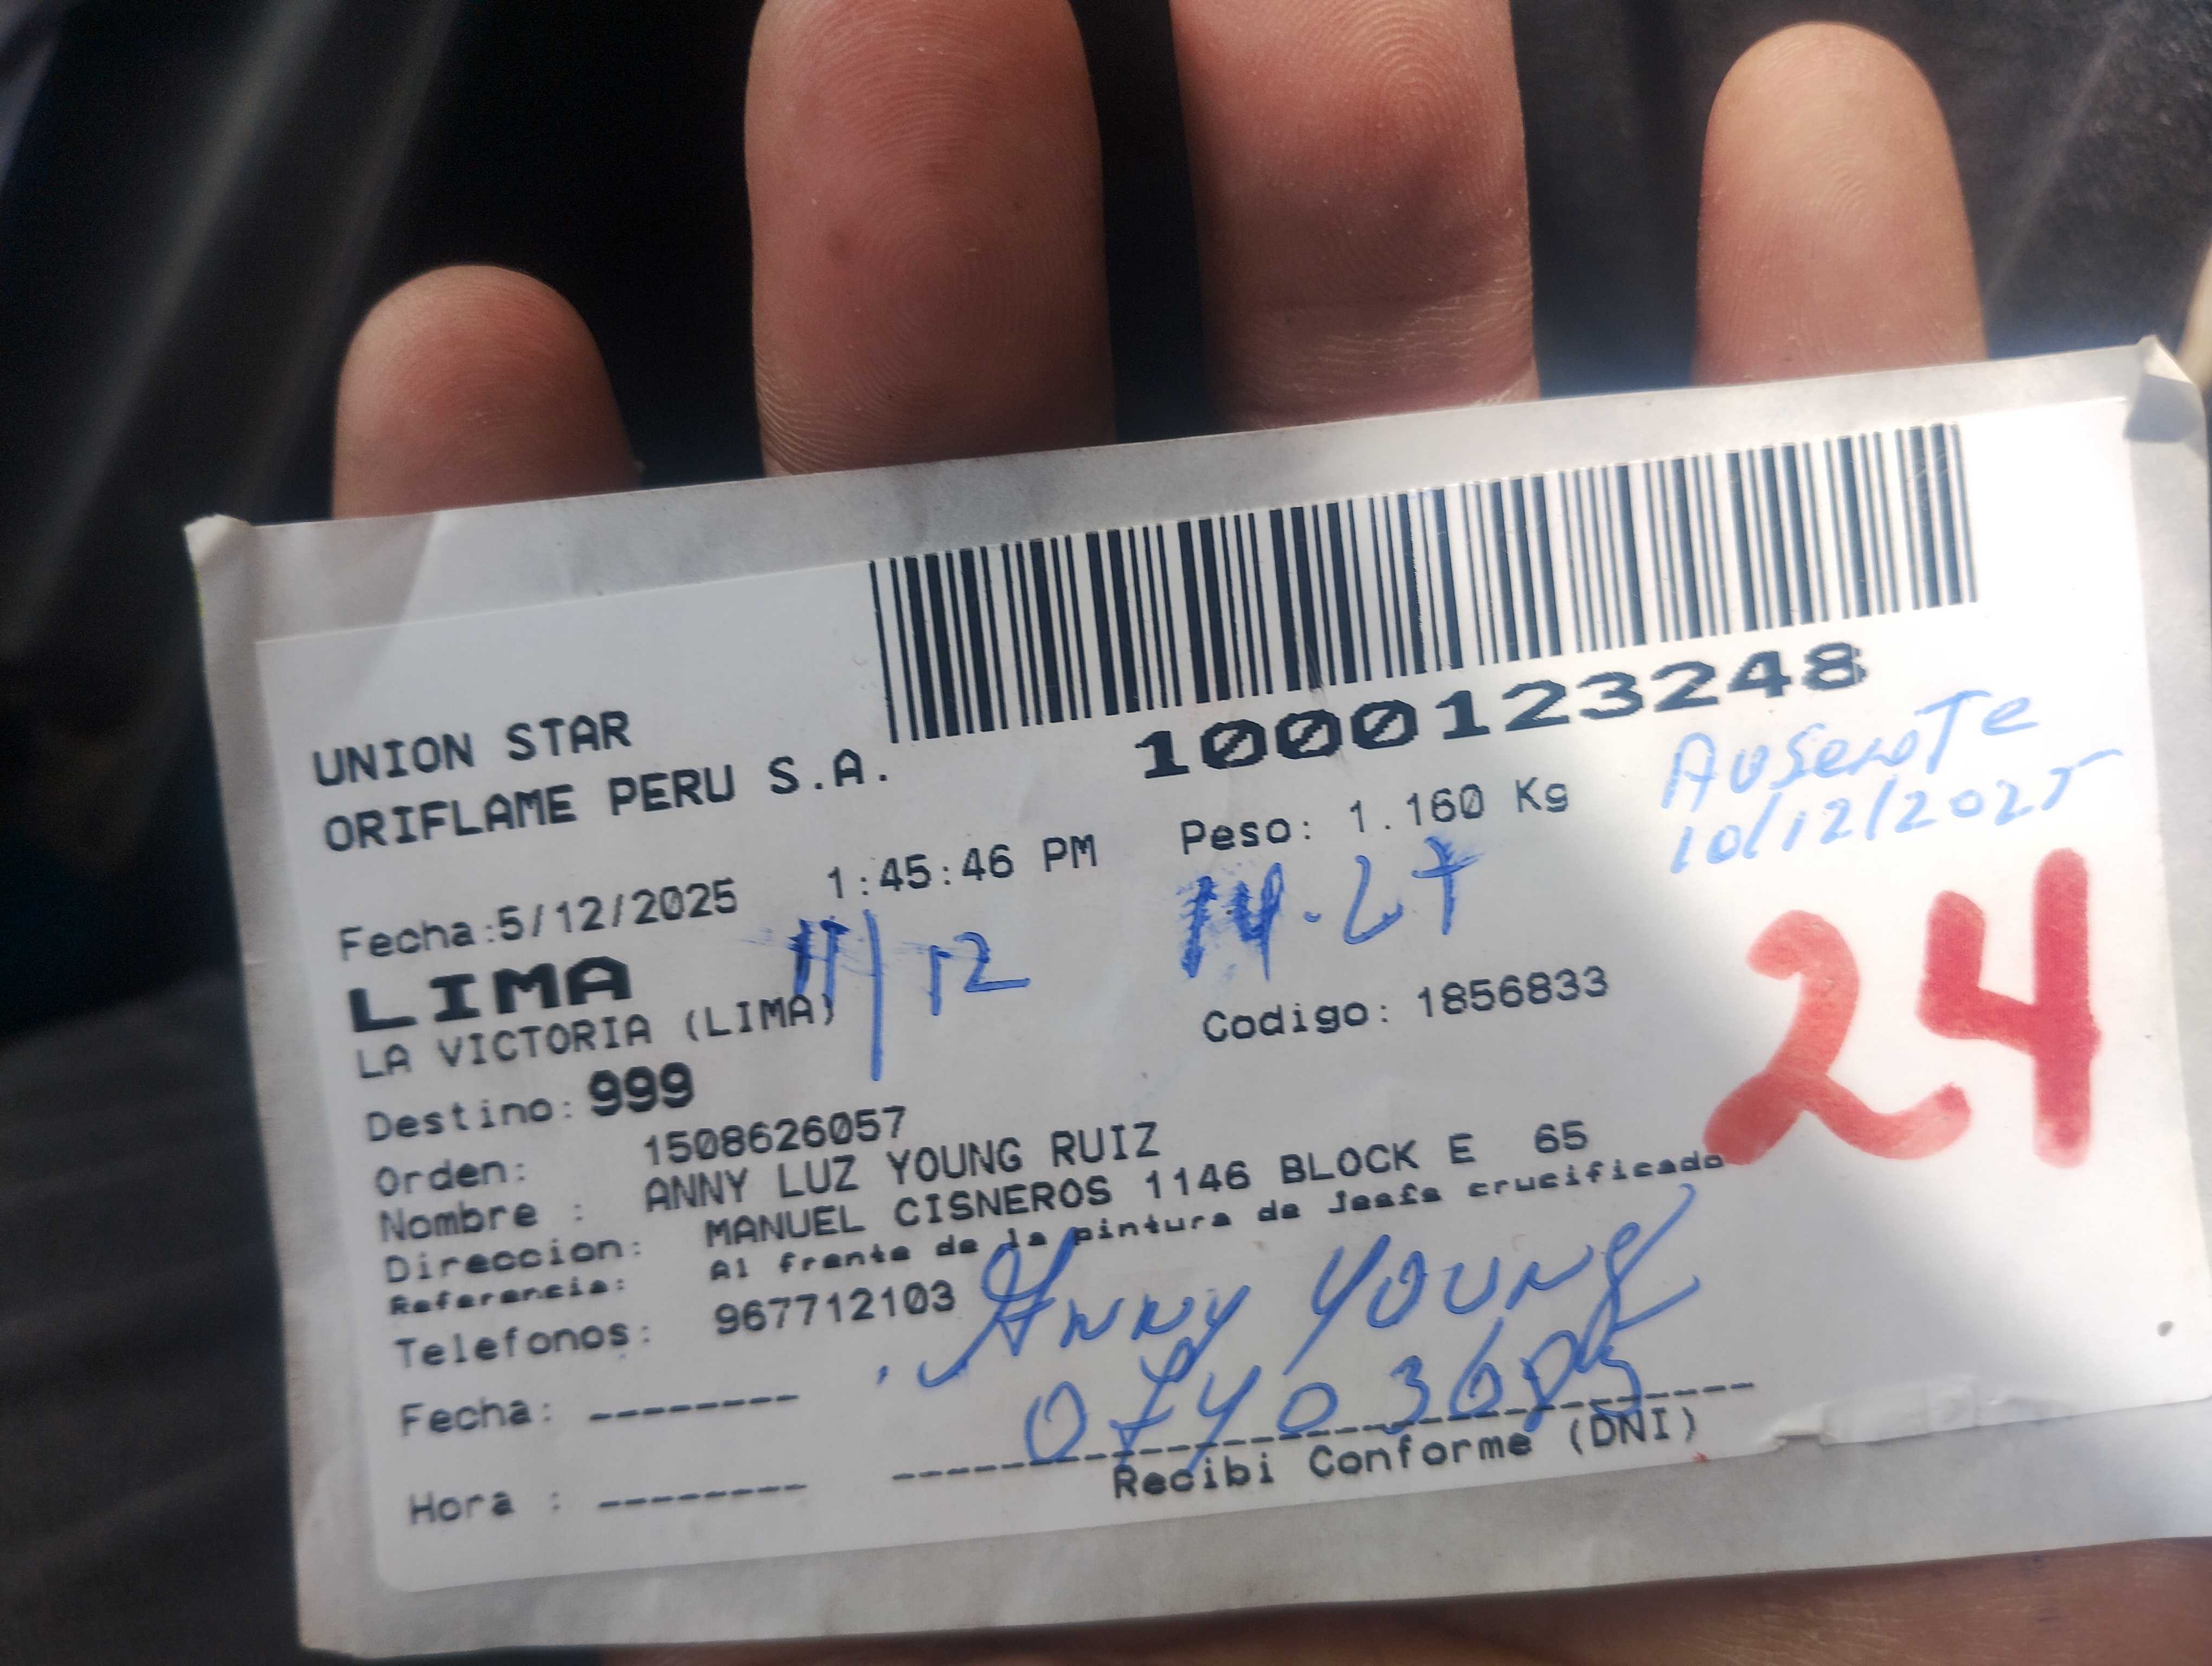 1000123248
UNION STAR
ORIFLAME PERU S.A.
Ausente
10/12/2025
Fecha:5/12/2025 1:45:46 PM Peso: 1.160 Kg
11/12
LIMA
LA VICTORIA (LIMA) Codigo: 1856833
24
Destino: 999
Orden: 1508626057
Nombre : ANNY LUZ YOUNG RUIZ
Direccion: MANUEL CISNEROS 1146 BLOCK E 65
Referencia: Al frente de la pintura de crucificado
Telefonos: 967712103
Anny Young
Fecha: --------
Hora : --------
Recibi Conforme (DNI)